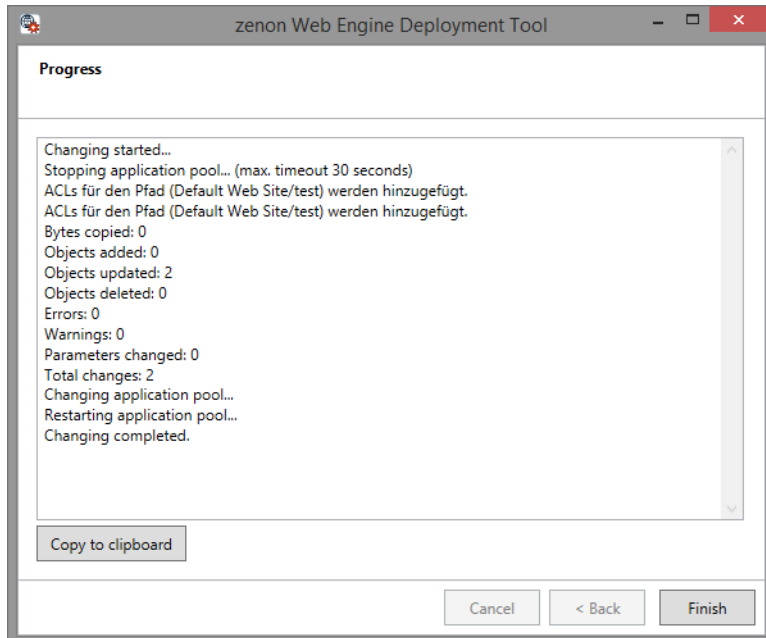 zenon Web Engine Deployment Tool
Progress
Changing started...
Stopping application pool... (max. timeout 30 seconds)
ACLs für den Pfad (Default Web Site/test) werden hinzugefügt.
ACLs für den Pfad (Default Web Site/test) werden hinzugefügt.
Bytes copied: 0
Objects added: 0
Objects updated: 2
Objects deleted: 0
Errors: 0
Warnings: 0
Parameters changed: 0
Total changes: 2
Changing application pool...
Restarting application pool...
Changing completed.
Copy to clipboard
Cancel
< Back
Finish